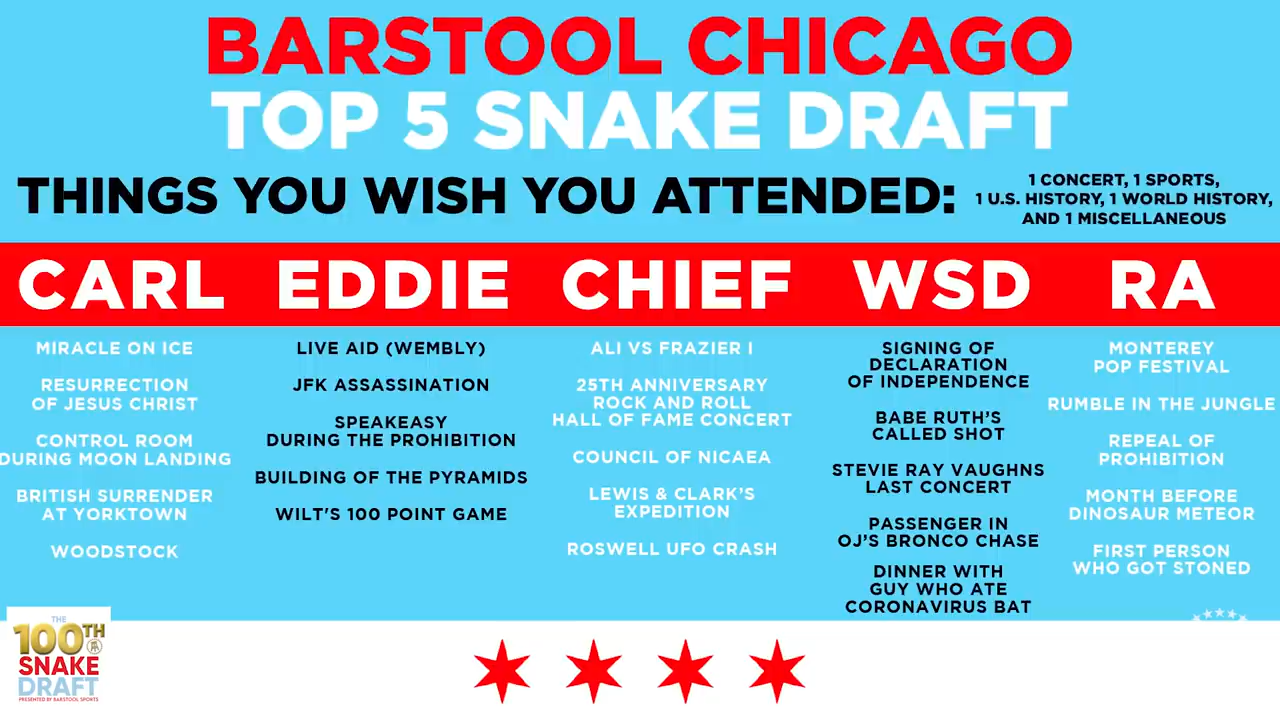 BARSTOOL CHICAGO
TOP 5 SNAKE DRAFT
THINGS YOU WISH YOU ATTENDED:
1 CONCERT, 1 SPORTS,
1 U.S. HISTORY, 1 WORLD HISTORY,
AND 1 MISCELLANEOUS
CARL
EDDIE
CHIEF
WSD
RA
MIRACLE ON ICE
RESURRECTION
OF JESUS CHRIST
CONTROL ROOM
DURING MOON LANDING
BRITISH SURRENDER
AT YORKTOWN
WOODSTOCK
LIVE AID (WEMBLY)
JFK ASSASSINATION
SPEAKEASY
DURING THE PROHIBITION
BUILDING OF THE PYRAMIDS
WILT'S 100 POINT GAME
ALI VS FRAZIER I
25TH ANNIVERSARY
ROCK AND ROLL
HALL OF FAME CONCERT
COUNCIL OF NICAEA
LEWIS & CLARK'S
EXPEDITION
ROSWELL UFO CRASH
SIGNING OF
DECLARATION
OF INDEPENDENCE
BABE RUTH'S
CALLED SHOT
STEVIE RAY VAUGHNS
LAST CONCERT
PASSENGER IN
OJ'S BRONCO CHASE
DINNER WITH
GUY WHO ATE
CORONAVIRUS BAT
MONTEREY
POP FESTIVAL
RUMBLE IN THE JUNGLE
REPEAL OF
PROHIBITION
MONTH BEFORE
DINOSAUR METEOR
FIRST PERSON
WHO GOT STONED
THE
100TH
SNAKE
DRAFT
PRESENTED BY BARSTOOL SPORTS